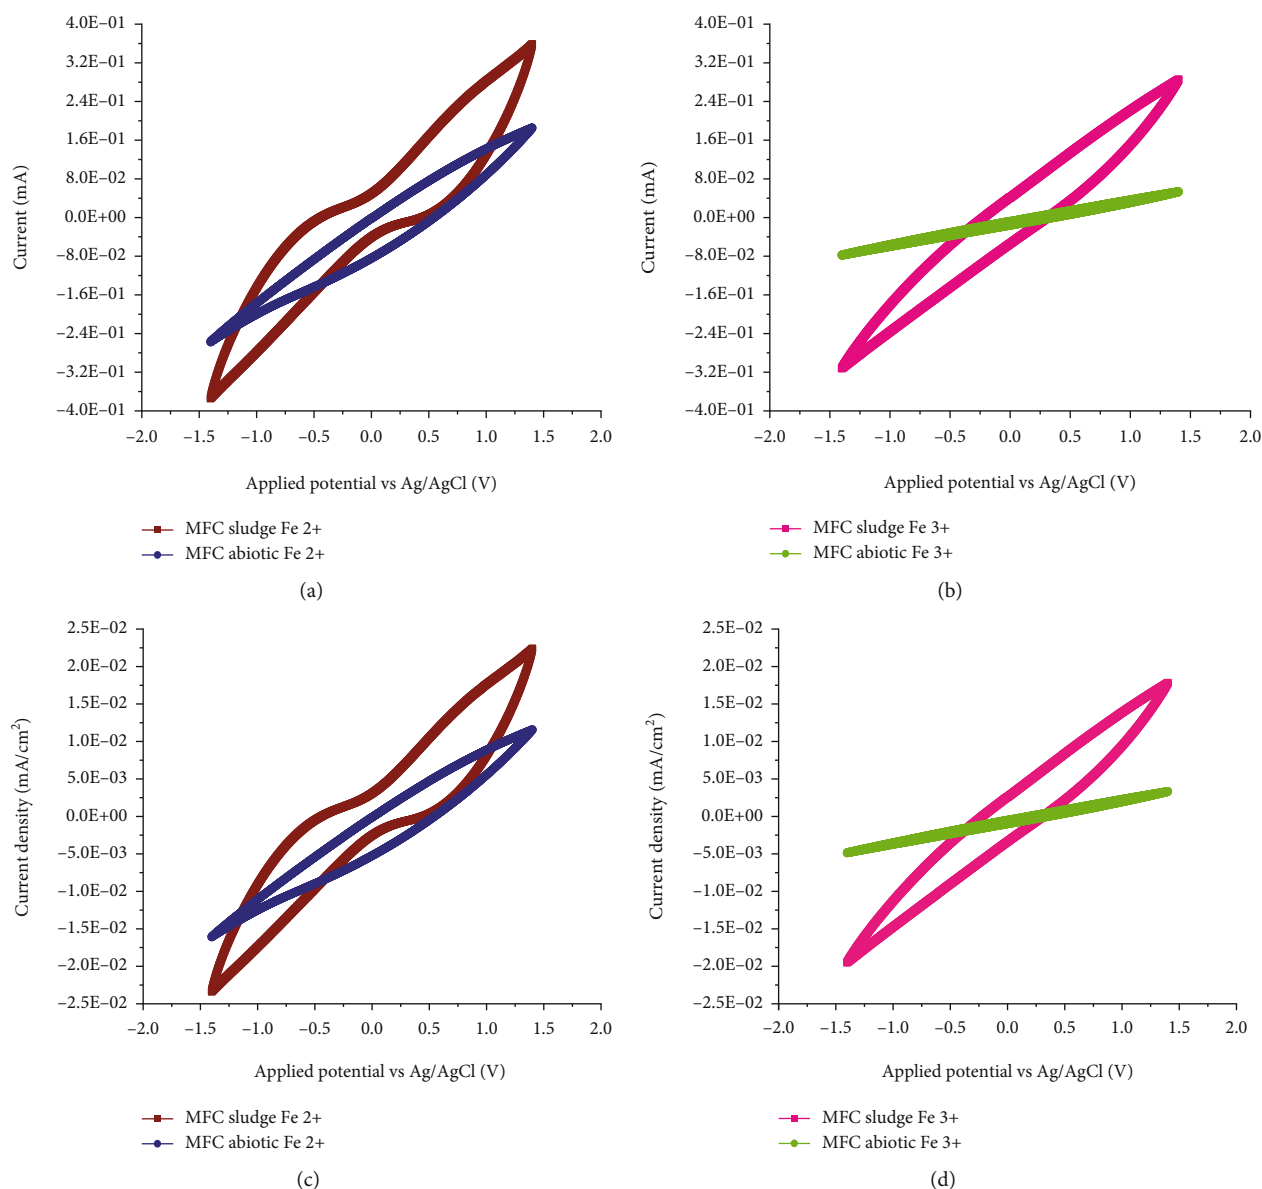 4.0E–01
3.2E–01
2.4E–01
1.6E–01
8.0E–02
0.0E+00
–8.0E–02
–1.6E–01
–2.4E–01
–3.2E–01
–4.0E–01
Current (mA)
–2.0 –1.5 –1.0 –0.5 0.0 0.5 1.0 1.5 2.0
Applied potential vs Ag/AgCl (V)
MFC sludge Fe 2+
MFC abiotic Fe 2+
(a)
4.0E–01
3.2E–01
2.4E–01
1.6E–01
8.0E–02
0.0E+00
–8.0E–02
–1.6E–01
–2.4E–01
–3.2E–01
–4.0E–01
Current (mA)
–2.0 –1.5 –1.0 –0.5 0.0 0.5 1.0 1.5 2.0
Applied potential vs Ag/AgCl (V)
MFC sludge Fe 3+
MFC abiotic Fe 3+
(b)
2.5E–02
2.0E–02
1.5E–02
1.0E–02
5.0E–03
0.0E+00
–5.0E–03
–1.0E–02
–1.5E–02
–2.0E–02
–2.5E–02
Current density (mA/cm²)
–2.0 –1.5 –1.0 –0.5 0.0 0.5 1.0 1.5 2.0
Applied potential vs Ag/AgCl (V)
MFC sludge Fe 2+
MFC abiotic Fe 2+
(c)
2.5E–02
2.0E–02
1.5E–02
1.0E–02
5.0E–03
0.0E+00
–5.0E–03
–1.0E–02
–1.5E–02
–2.0E–02
–2.5E–02
Current density (mA/cm²)
–2.0 –1.5 –1.0 –0.5 0.0 0.5 1.0 1.5 2.0
Applied potential vs Ag/AgCl (V)
MFC sludge Fe 3+
MFC abiotic Fe 3+
(d)